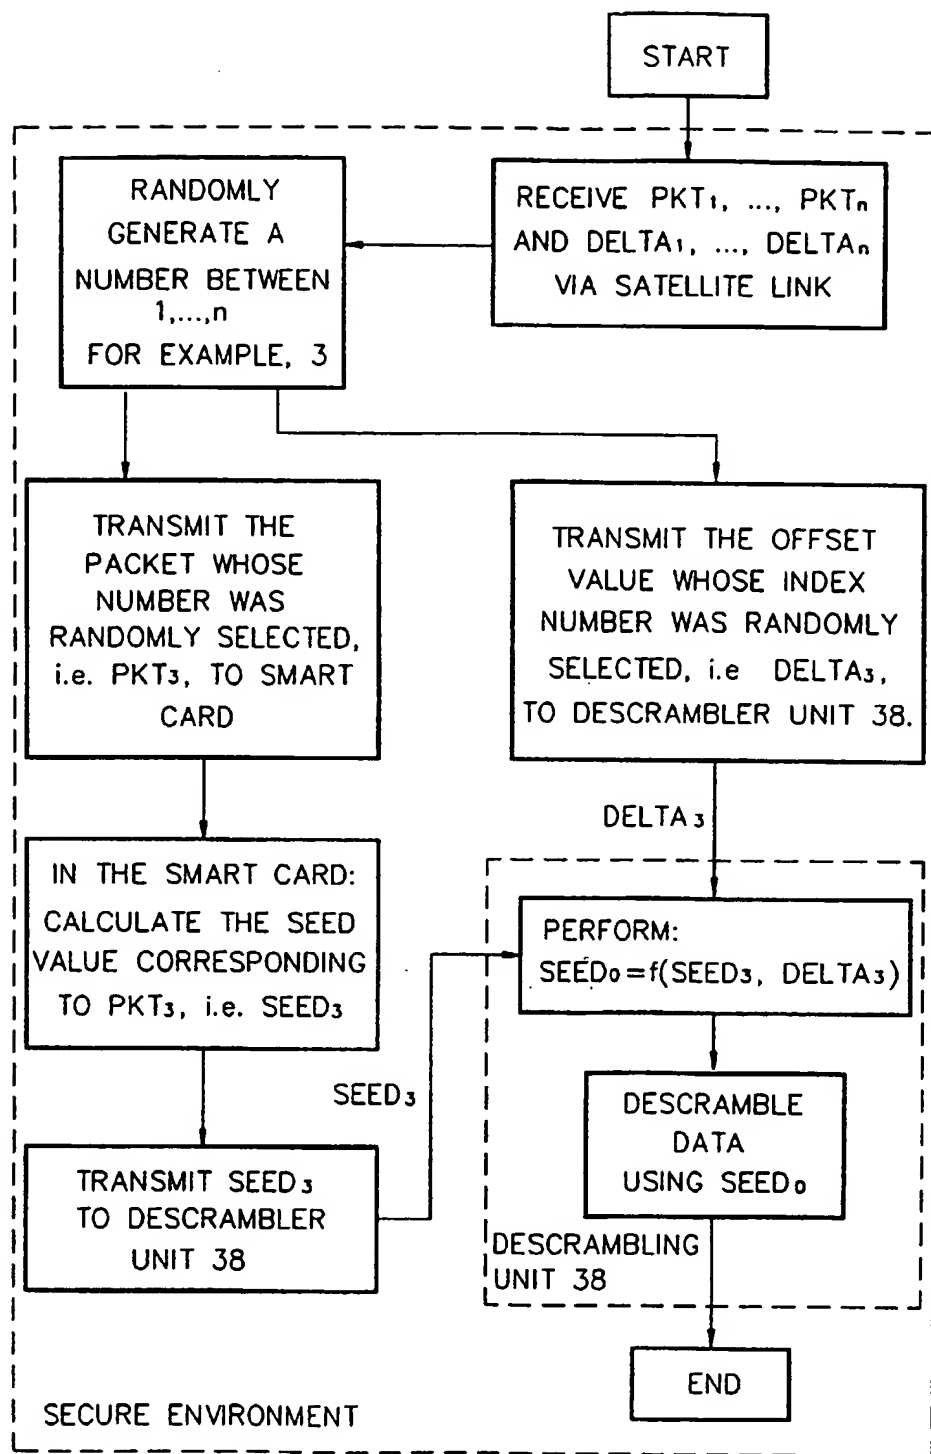 START
RECEIVE PKT₁, ..., PKTₙ
AND DELTA₁, ..., DELTAₙ
VIA SATELLITE LINK
RANDOMLY
GENERATE A
NUMBER BETWEEN
1,...,n
FOR EXAMPLE, 3
TRANSMIT THE
PACKET WHOSE
NUMBER WAS
RANDOMLY SELECTED,
i.e. PKT₃, TO SMART
CARD
TRANSMIT THE OFFSET
VALUE WHOSE INDEX
NUMBER WAS RANDOMLY
SELECTED, i.e DELTA₃,
TO DESCRAMBLER UNIT 38.
DELTA₃
IN THE SMART CARD:
CALCULATE THE SEED
VALUE CORRESPONDING
TO PKT₃, i.e. SEED₃
SEED₃
TRANSMIT SEED₃
TO DESCRAMBLER
UNIT 38
PERFORM:
SEED₀=f(SEED₃, DELTA₃)
DESCRAMBLE
DATA
USING SEED₀
DESCRAMBLING
UNIT 38
END
SECURE ENVIRONMENT